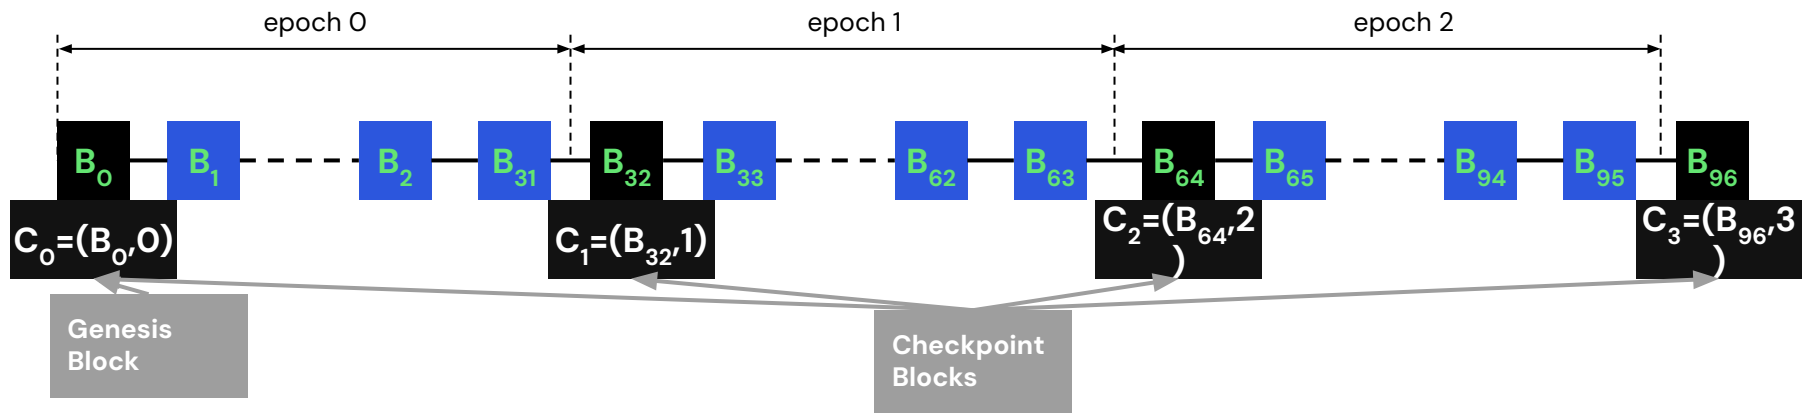 epoch 0 epoch 1 epoch 2
B₀ B₁ B₂ B₃₁ B₃₂ B₃₃ B₆₂ B₆₃ B₆₄ B₆₅ B₉₄ B₉₅ B₉₆
C₀=(B₀,0)
C₁=(B₃₂,1)
C₂=(B₆₄,2
)
C₃=(B₉₆,3
)
Genesis
Block
Checkpoint
Blocks